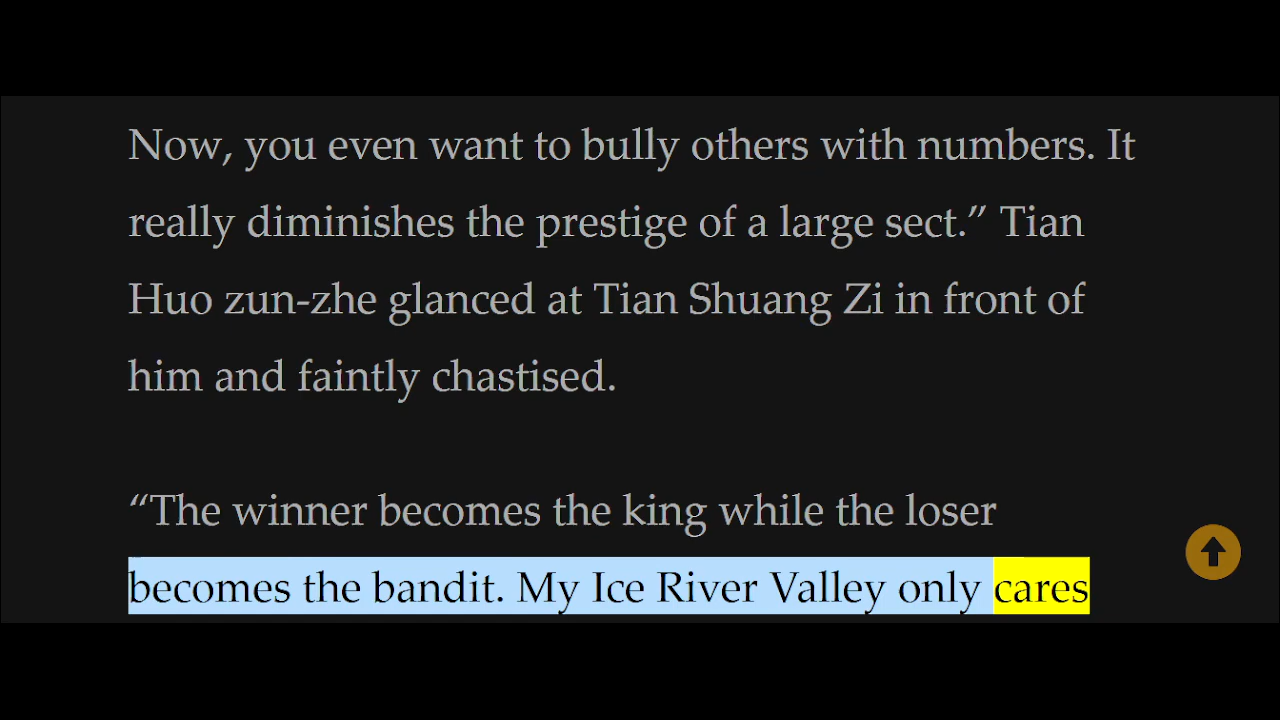 Now, you even want to bully others with numbers. It
really diminishes the prestige of a large sect.” Tian
Huo zun-zhe glanced at Tian Shuang Zi in front of
him and faintly chastised.
“The winner becomes the king while the loser
becomes the bandit. My Ice River Valley only cares